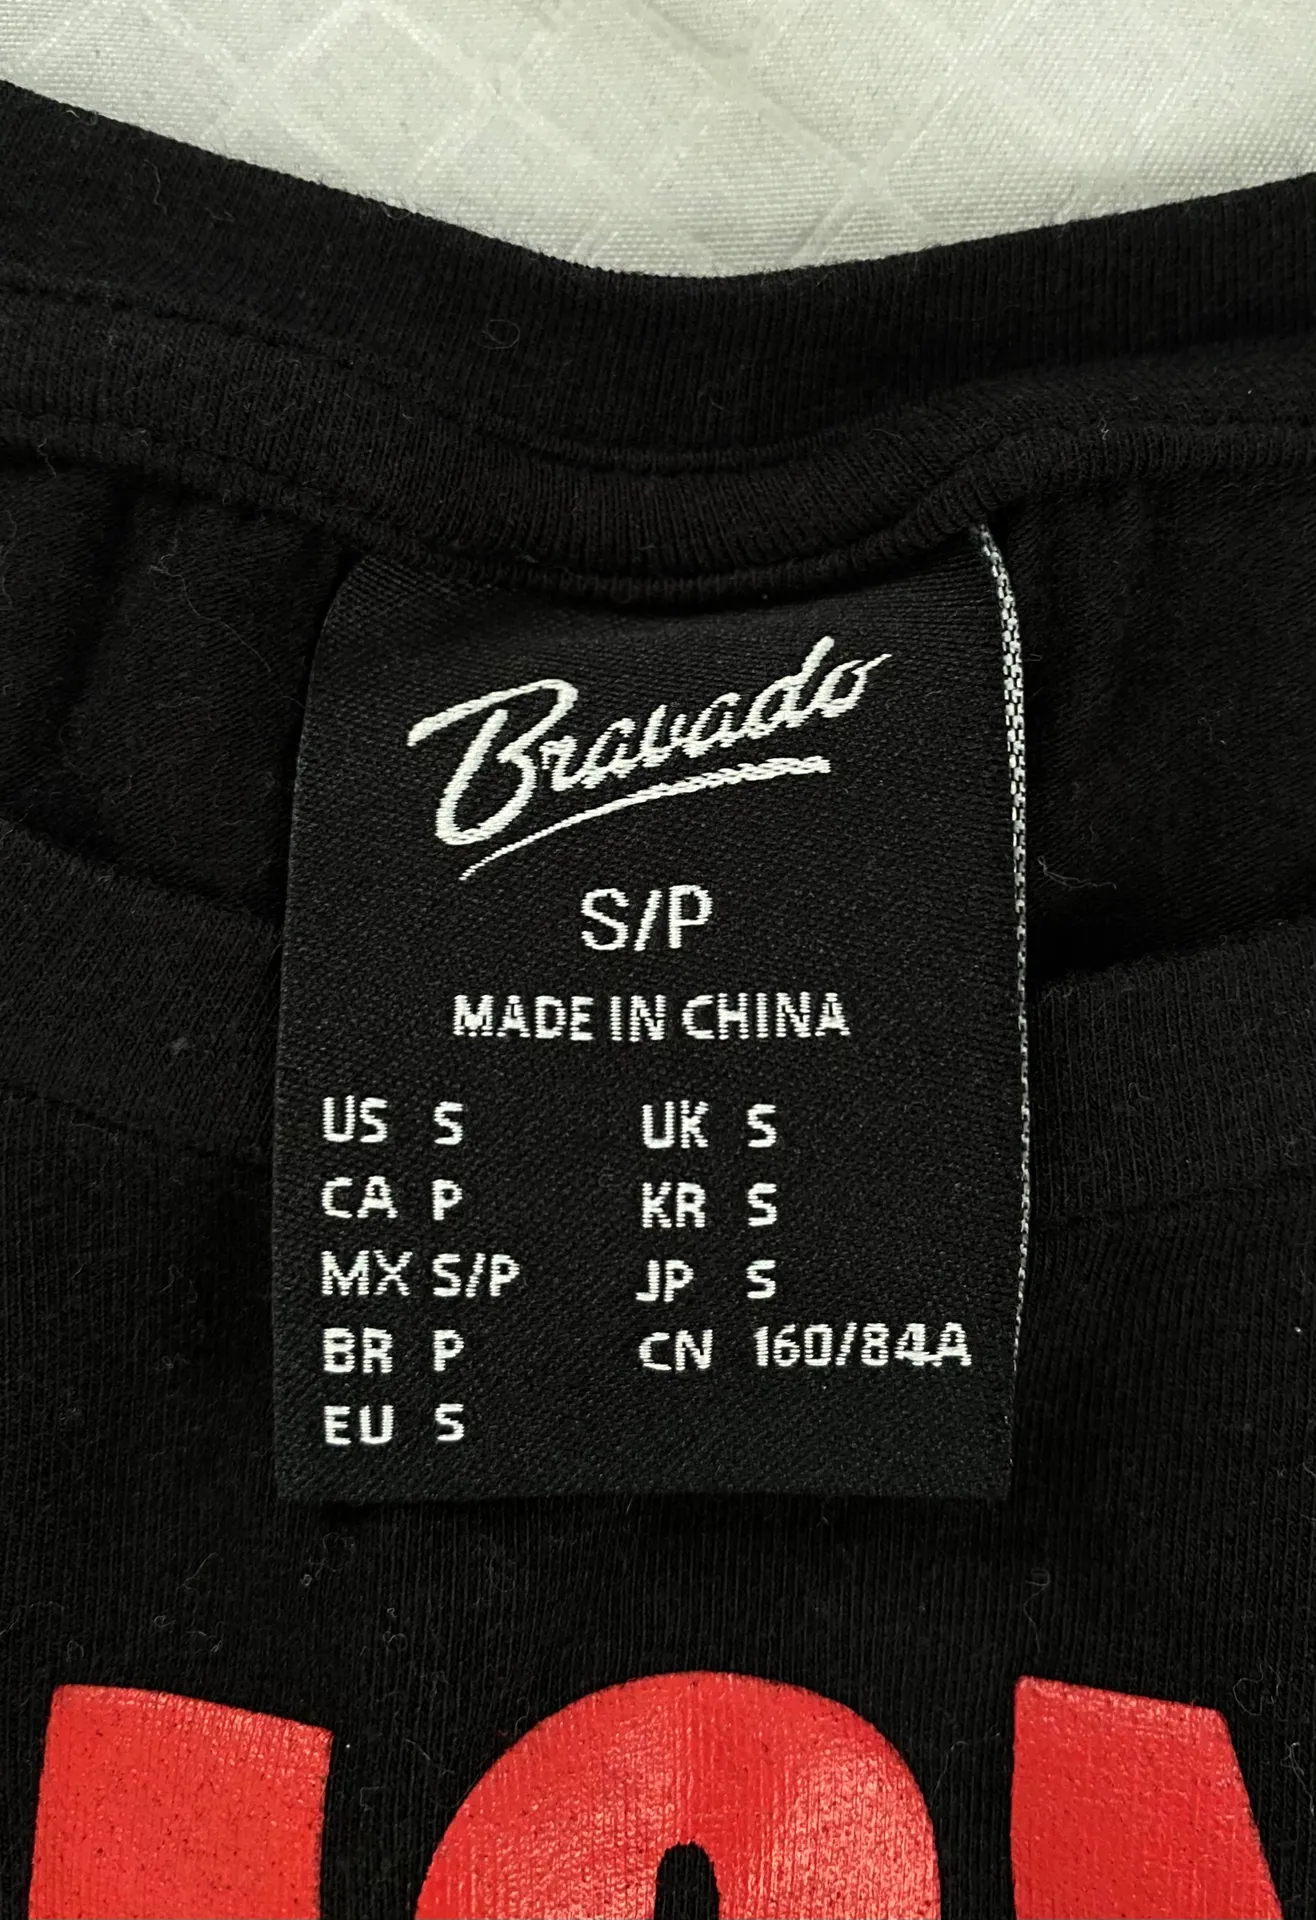 Bravado
S/P
MADE IN CHINA
US S UK S
CA P KR S
MX S/P JP S
BR P CN 160/84A
EU S